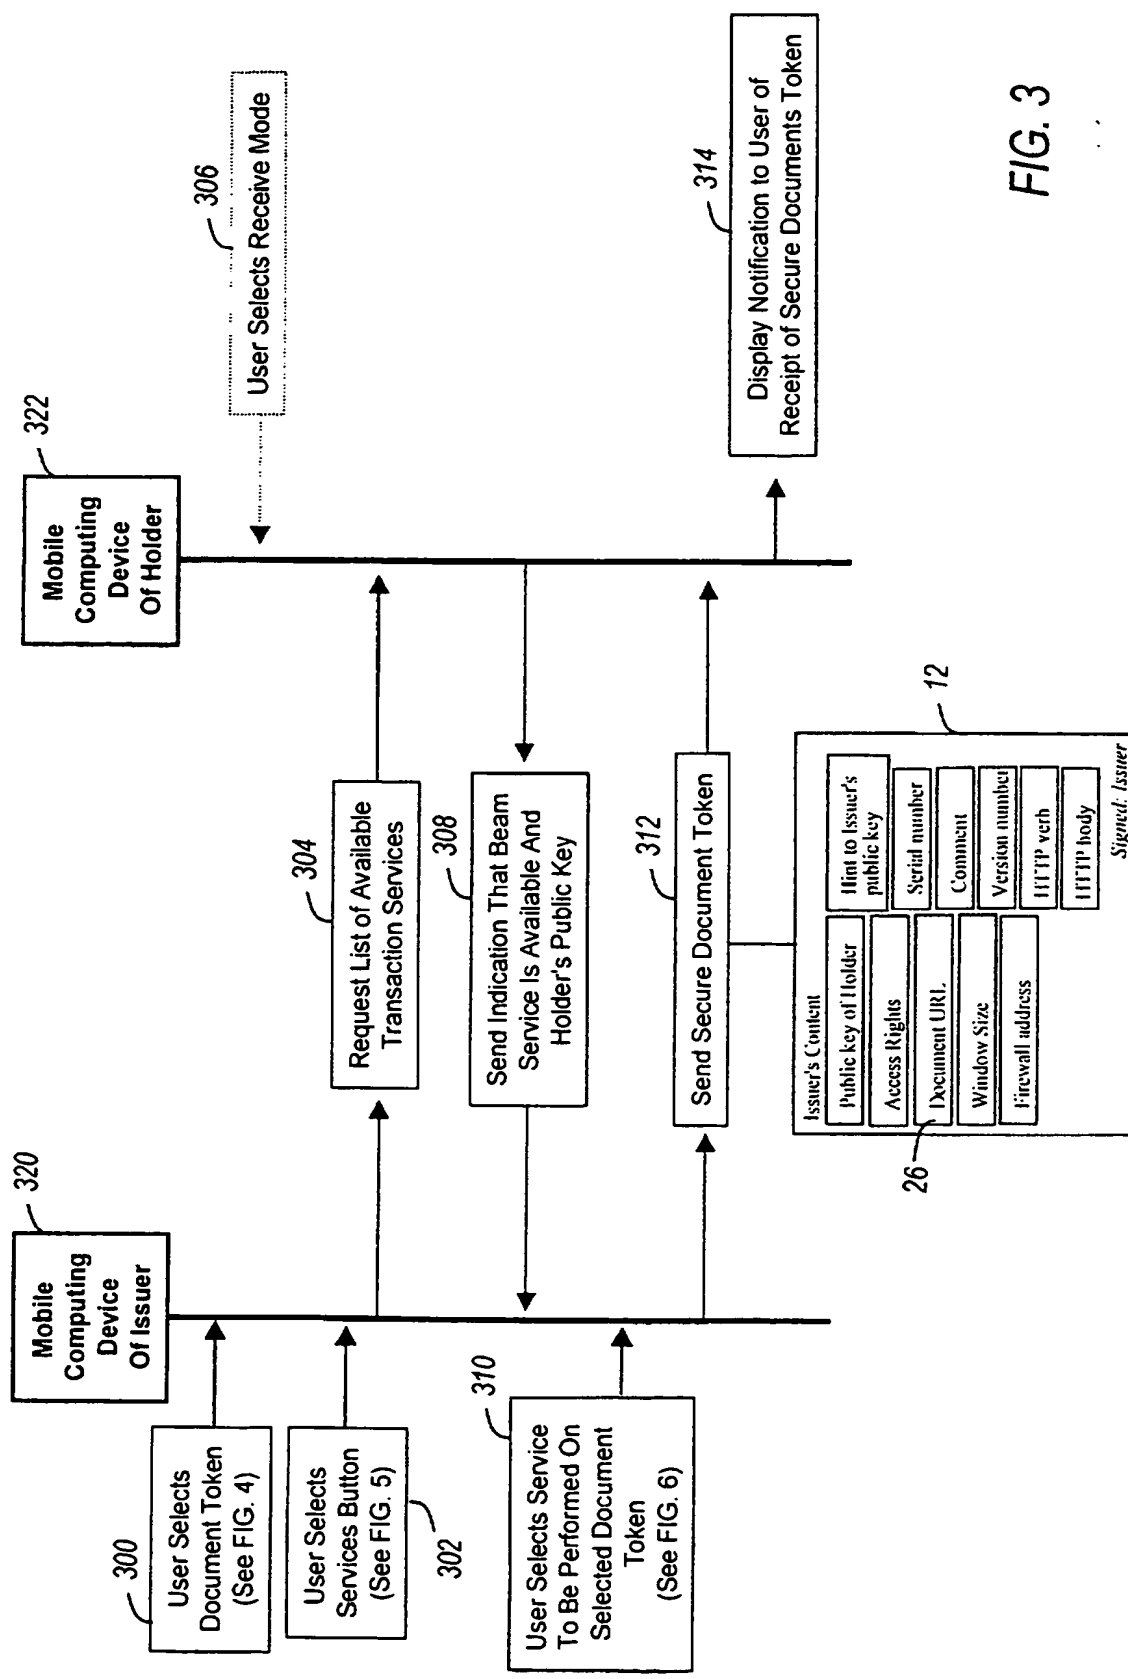 320
Mobile
Computing
Device
Of Issuer
322
Mobile
Computing
Device
Of Holder
300
User Selects
Document Token
(See FIG. 4)
306
User Selects Receive Mode
User Selects
Services Button
(See FIG. 5)
302
304
Request List of Available
Transaction Services
308
Send Indication That Beam
Service Is Available And
Holder's Public Key
310
User Selects Service
To Be Performed On
Selected Document
Token
(See FIG. 6)
312
Send Secure Document Token
314
Display Notification to User of
Receipt of Secure Documents Token
12
Issuer's Content
Public key of Holder
Access Rights
Document URL
Window Size
Firewall address
26
Hint to Issuer's
public key
Serial number
Comment
Version number
HTTP verb
HTTP body
Signed: Issuer
FIG. 3